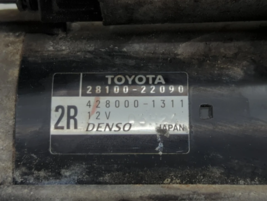 TOYOTA
28100-22090
2R
428000-1311
12V
DENSO JAPAN